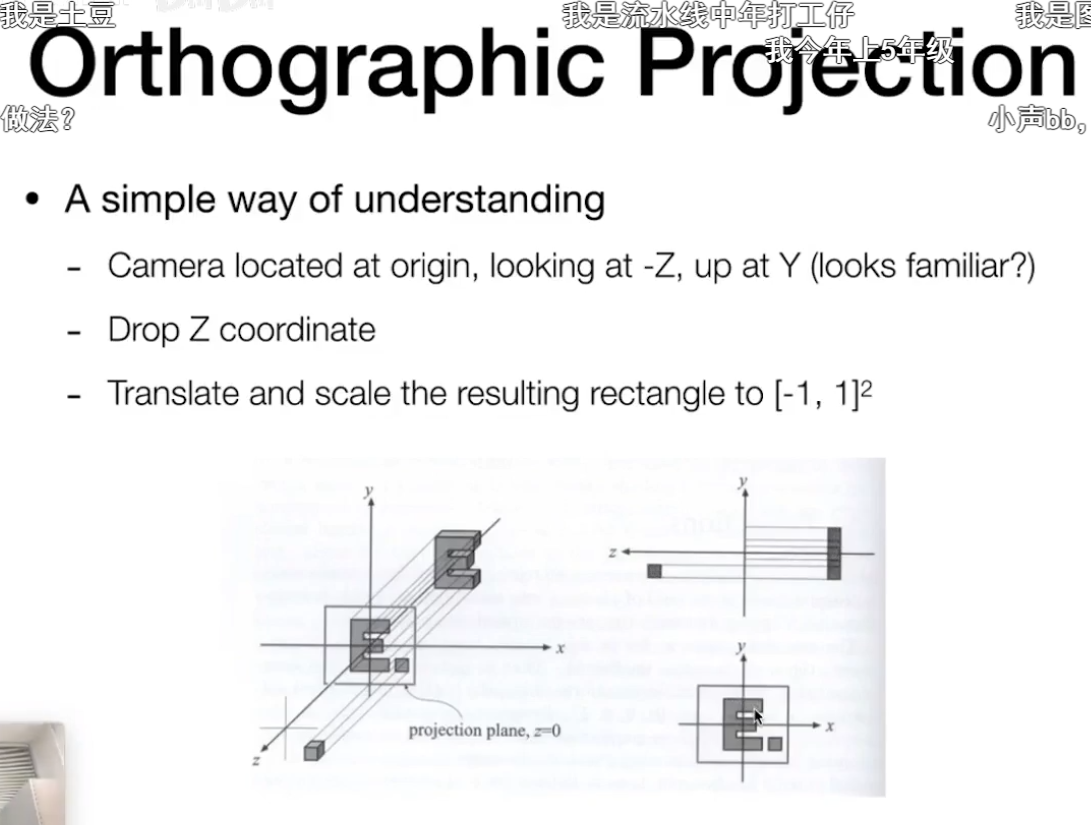 我是土豆
我是流水线中年打工仔
我是图
我今年上5年级
Orthographic Projection
做法？
小声bb，
• A simple way of understanding
- Camera located at origin, looking at -Z, up at Y (looks familiar?)
- Drop Z coordinate
- Translate and scale the resulting rectangle to [-1, 1]²
y
x
z
projection plane, z=0
y
z
y
x